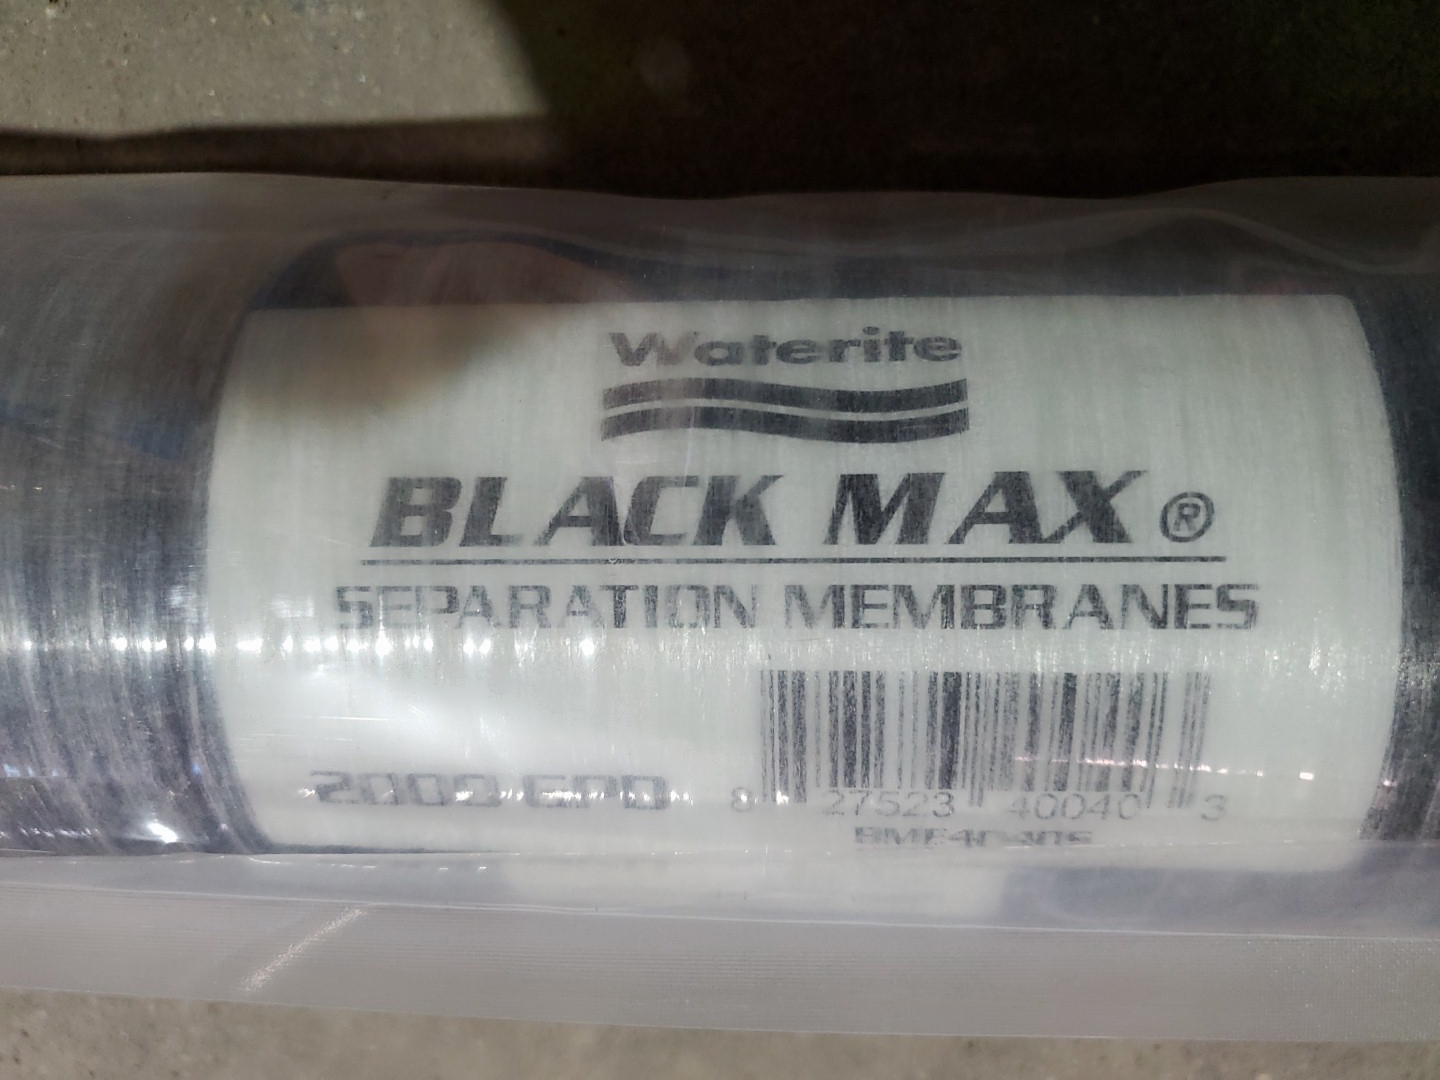 Waterite
BLACK MAX®
SEPARATION MEMBRANES
2000 GPD
8 27523 40040 3